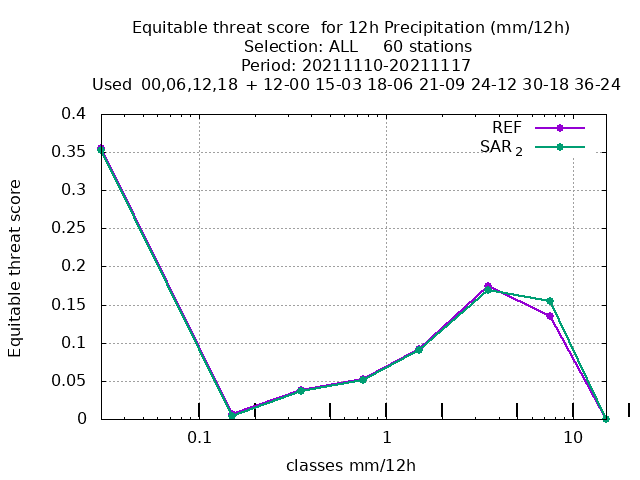 Equitable threat score  for 12h Precipitation (mm/12h)
Selection: ALL     60 stations
Period: 20211110-20211117
Used  00,06,12,18  + 12-00 15-03 18-06 21-09 24-12 30-18 36-24
REF
SAR 2
0.4
0.35
0.3
0.25
0.2
0.15
0.1
0.05
0
Equitable threat score
0.1
1
10
classes mm/12h